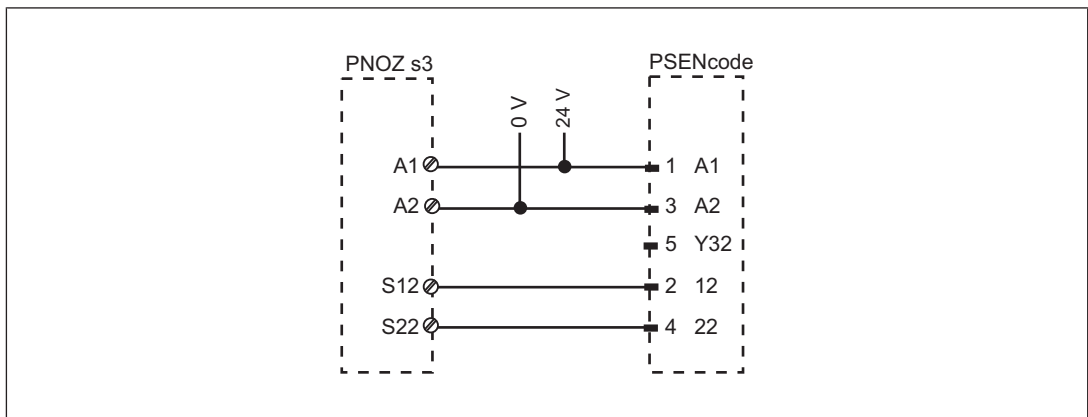 PNOZ s3
PSENcode
0 V
24 V
A1
1 A1
A2
3 A2
5 Y32
S12
2 12
S22
4 22